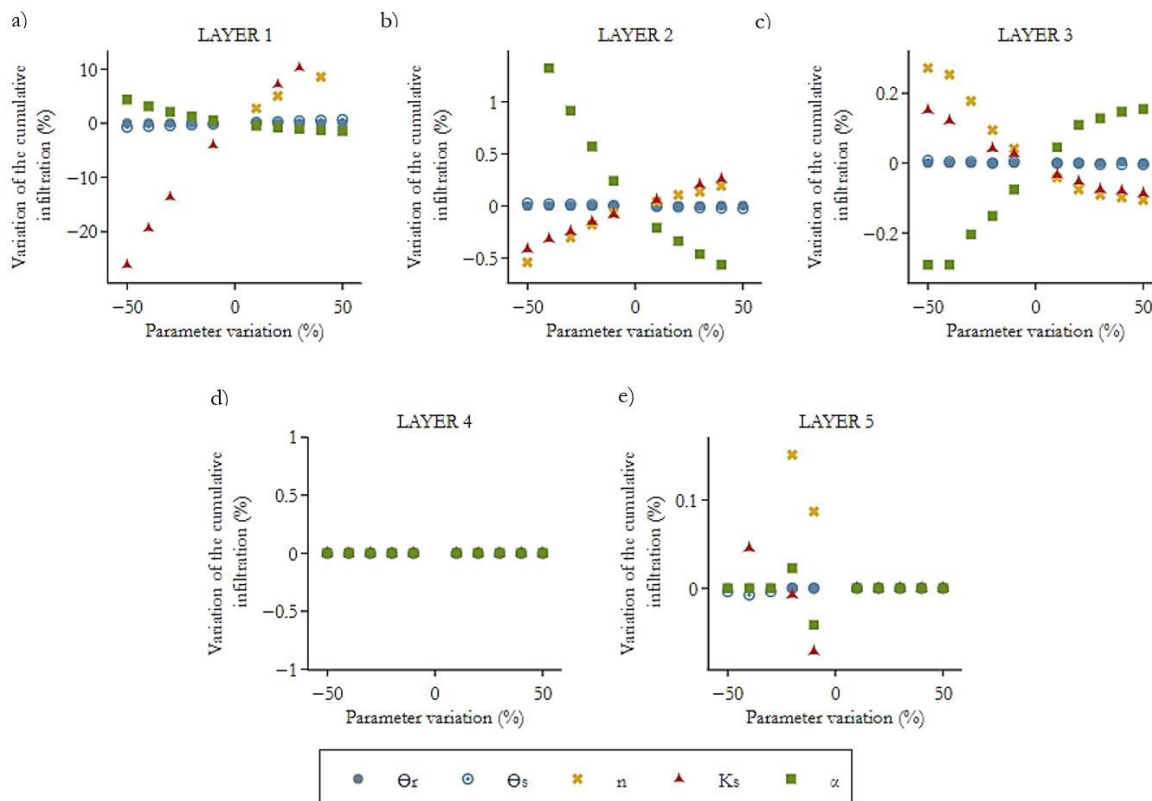 a)
LAYER 1
Variation of the cumulative
infiltration (%)
10
0
−10
−20
−50
0
50
Parameter variation (%)
b)
LAYER 2
Variation of the cumulative
infiltration (%)
1
0.5
0
−0.5
−50
0
50
Parameter variation (%)
c)
LAYER 3
Variation of the cumulative
infiltration (%)
0.2
0
−0.2
−50
0
50
Parameter variation (%)
d)
LAYER 4
Variation of the cumulative
infiltration (%)
1
0.5
0
−0.5
−1
−50
0
50
Parameter variation (%)
e)
LAYER 5
Variation of the cumulative
infiltration (%)
0.1
0
−50
0
50
Parameter variation (%)
Θr Θs n Ks α